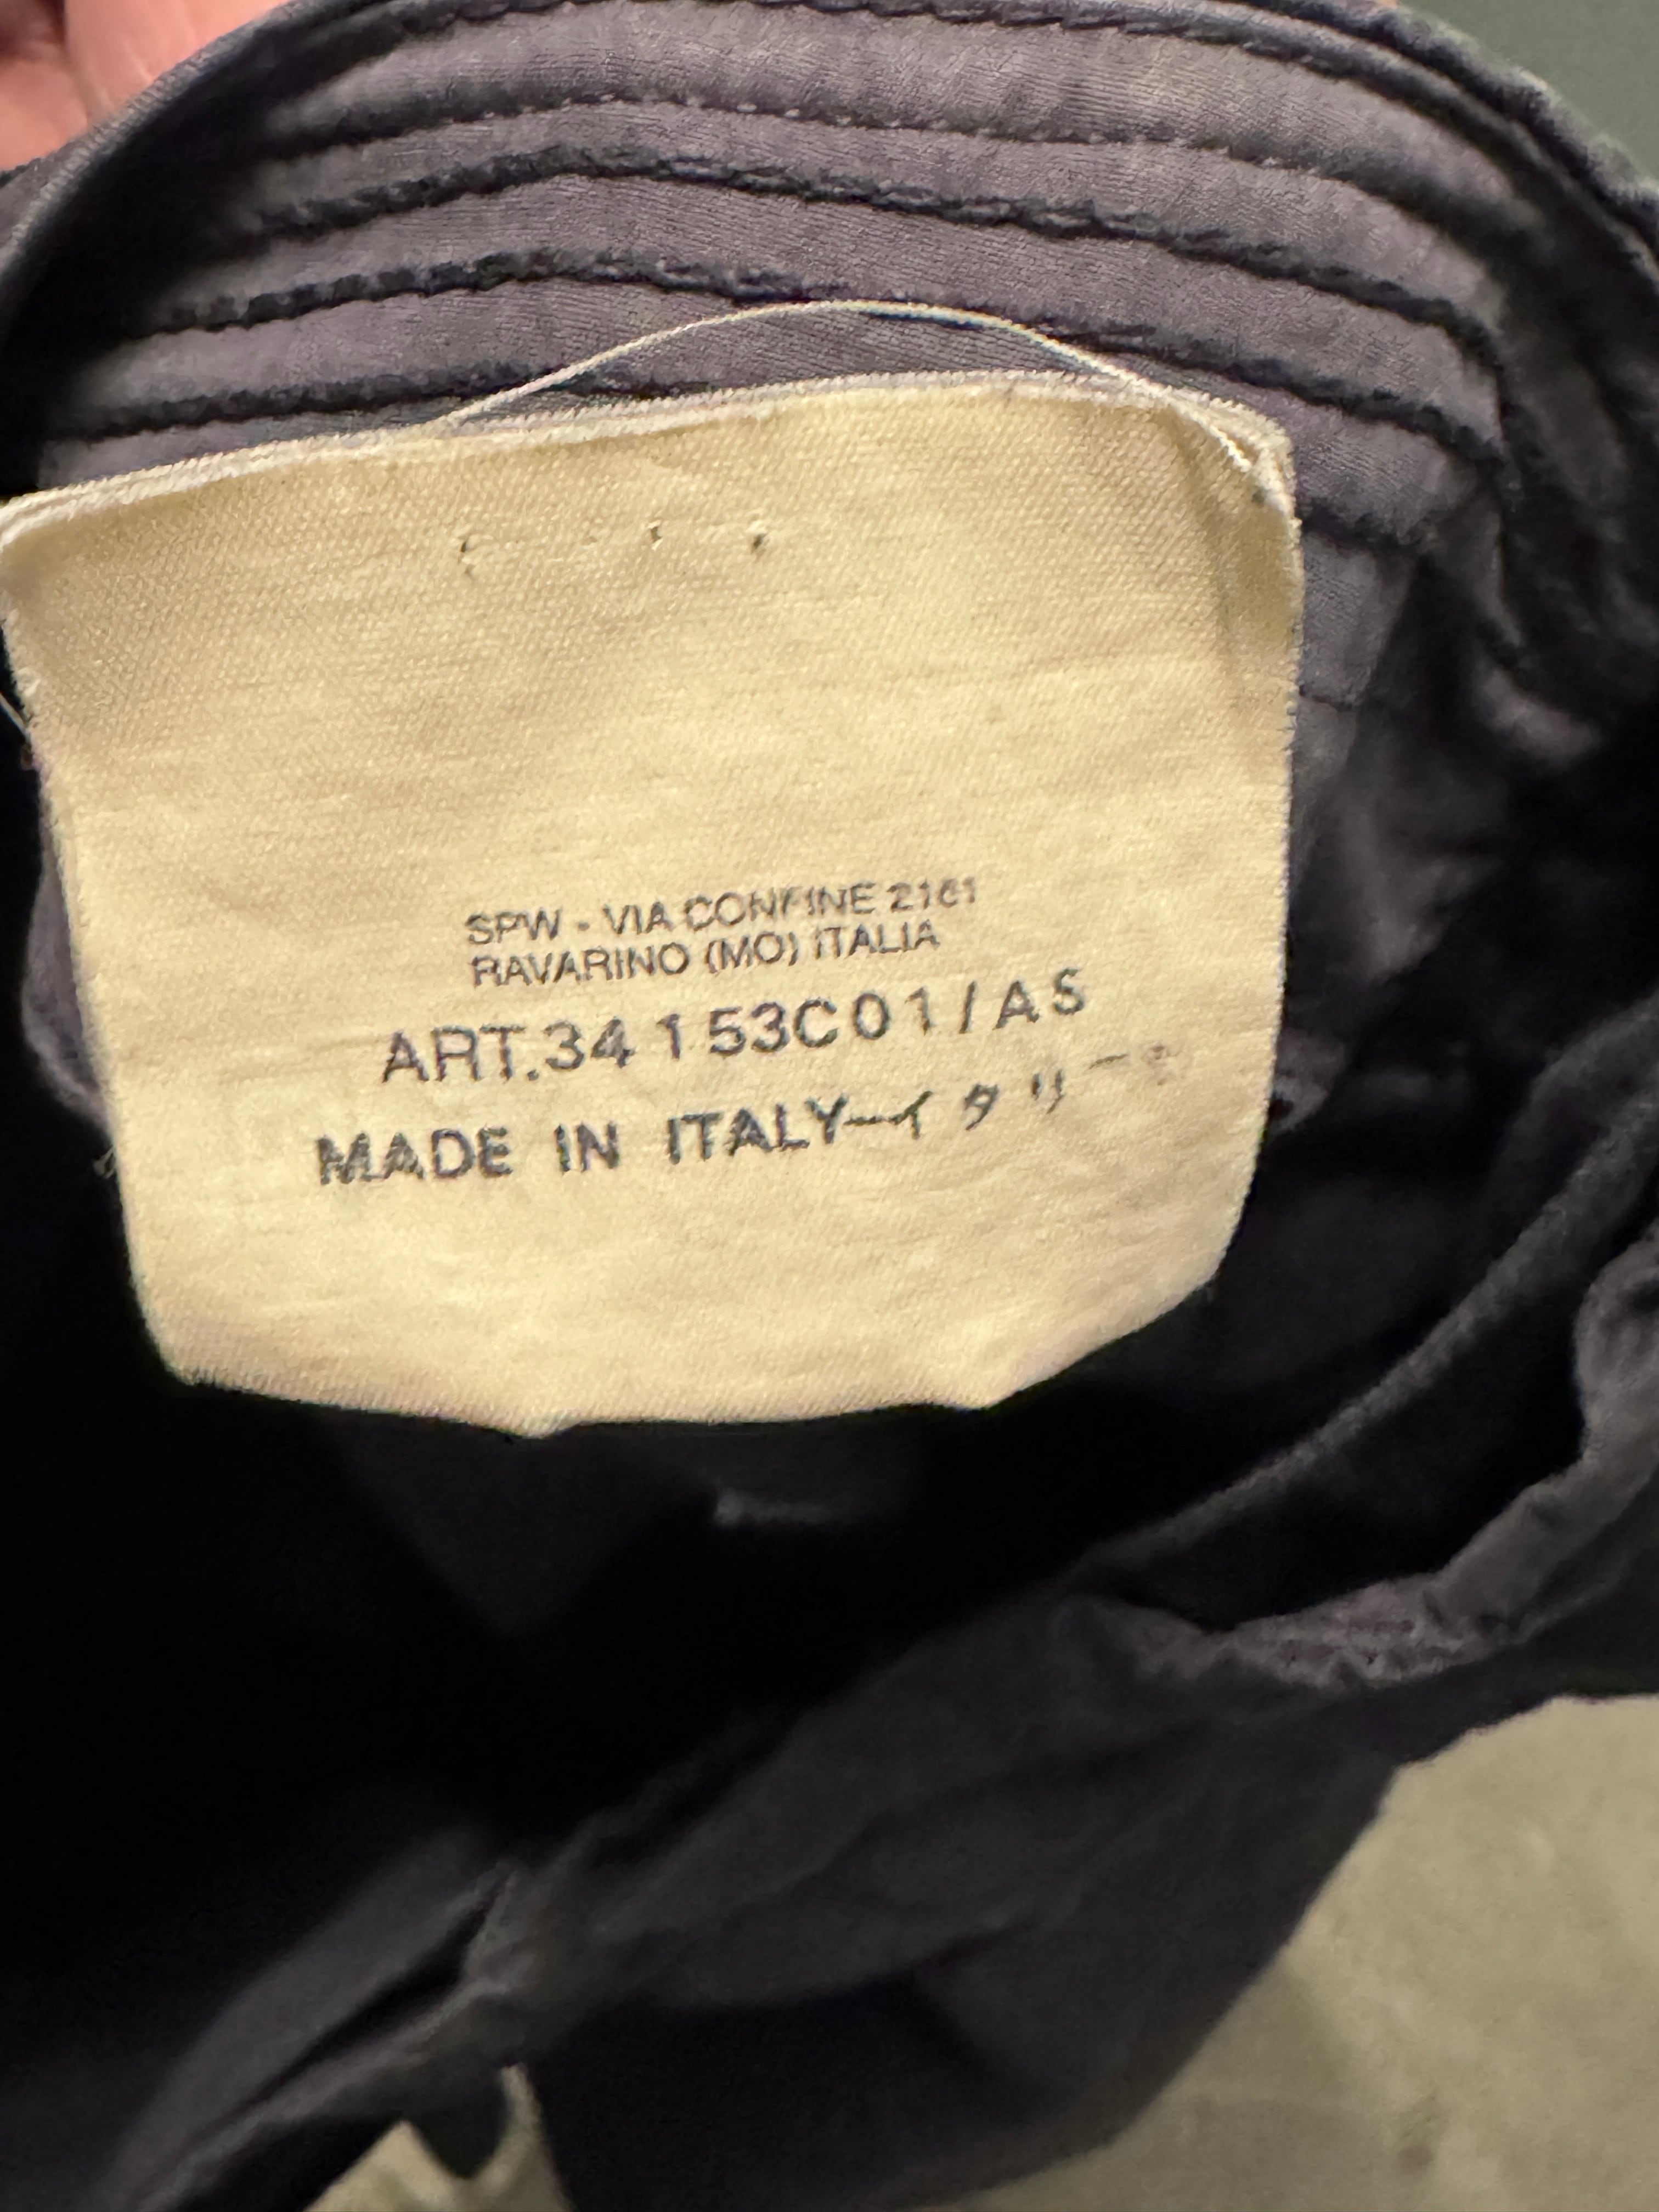 SPW - VIA CONFINE 2161
RAVARINO (MO) ITALIA
ART.34153C01/AS
MADE IN ITALY-イタリー